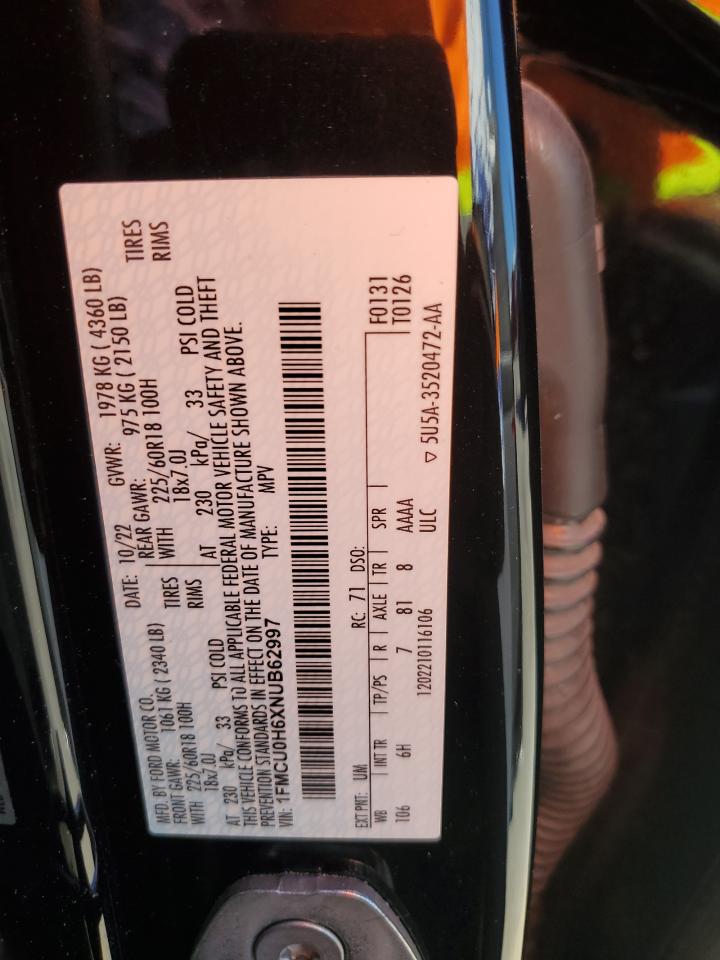 MFD. BY FORD MOTOR CO. DATE: 10/22 GVWR: 1978 KG ( 4360 LB)
FRONT GAWR: 1061 KG ( 2340 LB) REAR GAWR: 975 KG ( 2150 LB)
WITH 225/60R18 100H TIRES WITH 225/60R18 100H TIRES
18x7.0J RIMS 18x7.0J RIMS
AT 230 kPa/ 33 PSI COLD AT 230 kPa/ 33 PSI COLD
THIS VEHICLE CONFORMS TO ALL APPLICABLE FEDERAL MOTOR VEHICLE SAFETY AND THEFT
PREVENTION STANDARDS IN EFFECT ON THE DATE OF MANUFACTURE SHOWN ABOVE.
VIN: 1FMCU0H6XNUB62997 TYPE: MPV
EXT PNT: UM RC: 71 DSO: F0131
WB INT TR TP/PS R AXLE TR SPR T0126
106 6H 7 81 8 AAAA
1202210116106 ULC ▽ 5U5A-3520472-AA